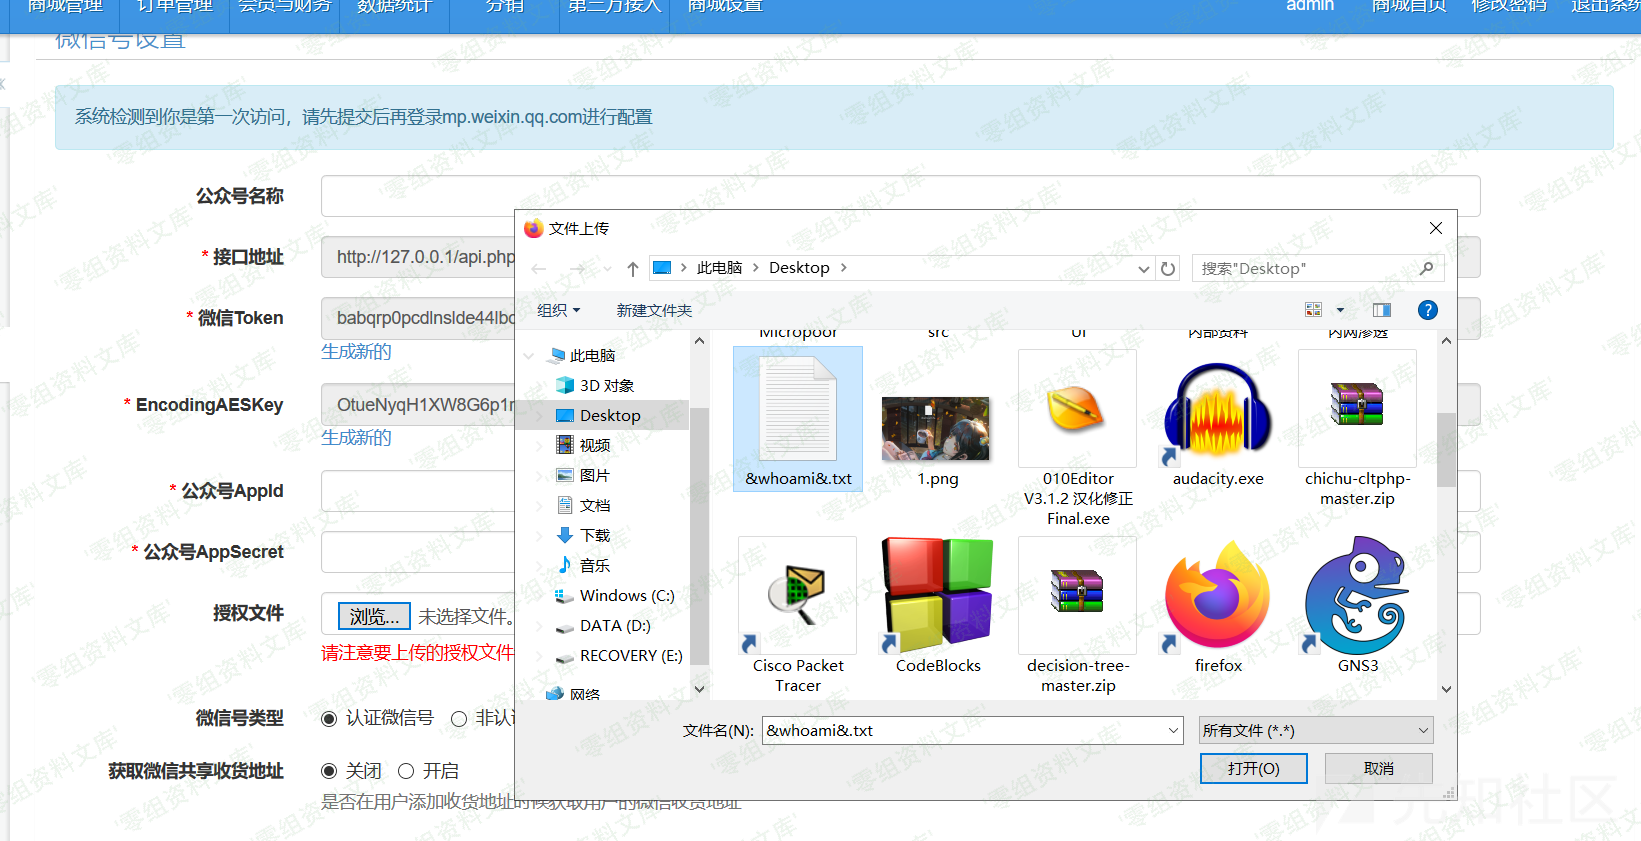 商城管理 订单管理 会员与财务 数据统计 分销 第三方接入 商城设置 admin 商城首页 修改密码 退出系统
微信号设置
系统检测到你是第一次访问，请先提交后再登录mp.weixin.qq.com进行配置
公众号名称
* 接口地址 http://127.0.0.1/api.php
* 微信Token
生成新的
* EncodingAESKey
生成新的
* 公众号AppId
* 公众号AppSecret
授权文件 浏览... 未选择文件。
请注意要上传的授权文件
微信号类型 认证微信号 非认
获取微信共享收货地址 关闭 开启
是否在用户添加收货地址时候获取用户的微信收货地址
文件上传
此电脑 Desktop
搜索"Desktop"
组织 新建文件夹
此电脑
3D 对象
Desktop
视频
图片
文档
下载
音乐
Windows (C:)
DATA (D:)
RECOVERY (E:)
网络
Micropoor src UI 内部资料 内网渗透
&whoami&.txt
1.png
010Editor
V3.1.2 汉化修正
Final.exe
audacity.exe
chichu-cltphp-
master.zip
Cisco Packet
Tracer
CodeBlocks
decision-tree-
master.zip
firefox
GNS3
文件名(N): &whoami&.txt 所有文件 (*.*)
打开(O) 取消
'零组资料文库'
先知社区